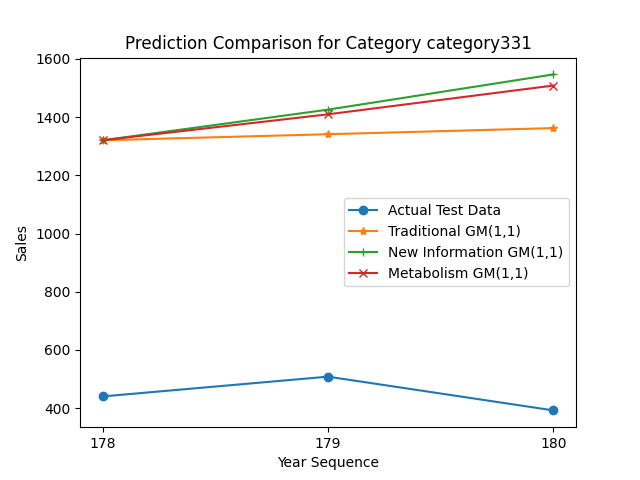 Prediction Comparison for Category category331
1600
1400
1200
1000
800
600
400
Sales
Actual Test Data
Traditional GM(1,1)
New Information GM(1,1)
Metabolism GM(1,1)
178
179
180
Year Sequence